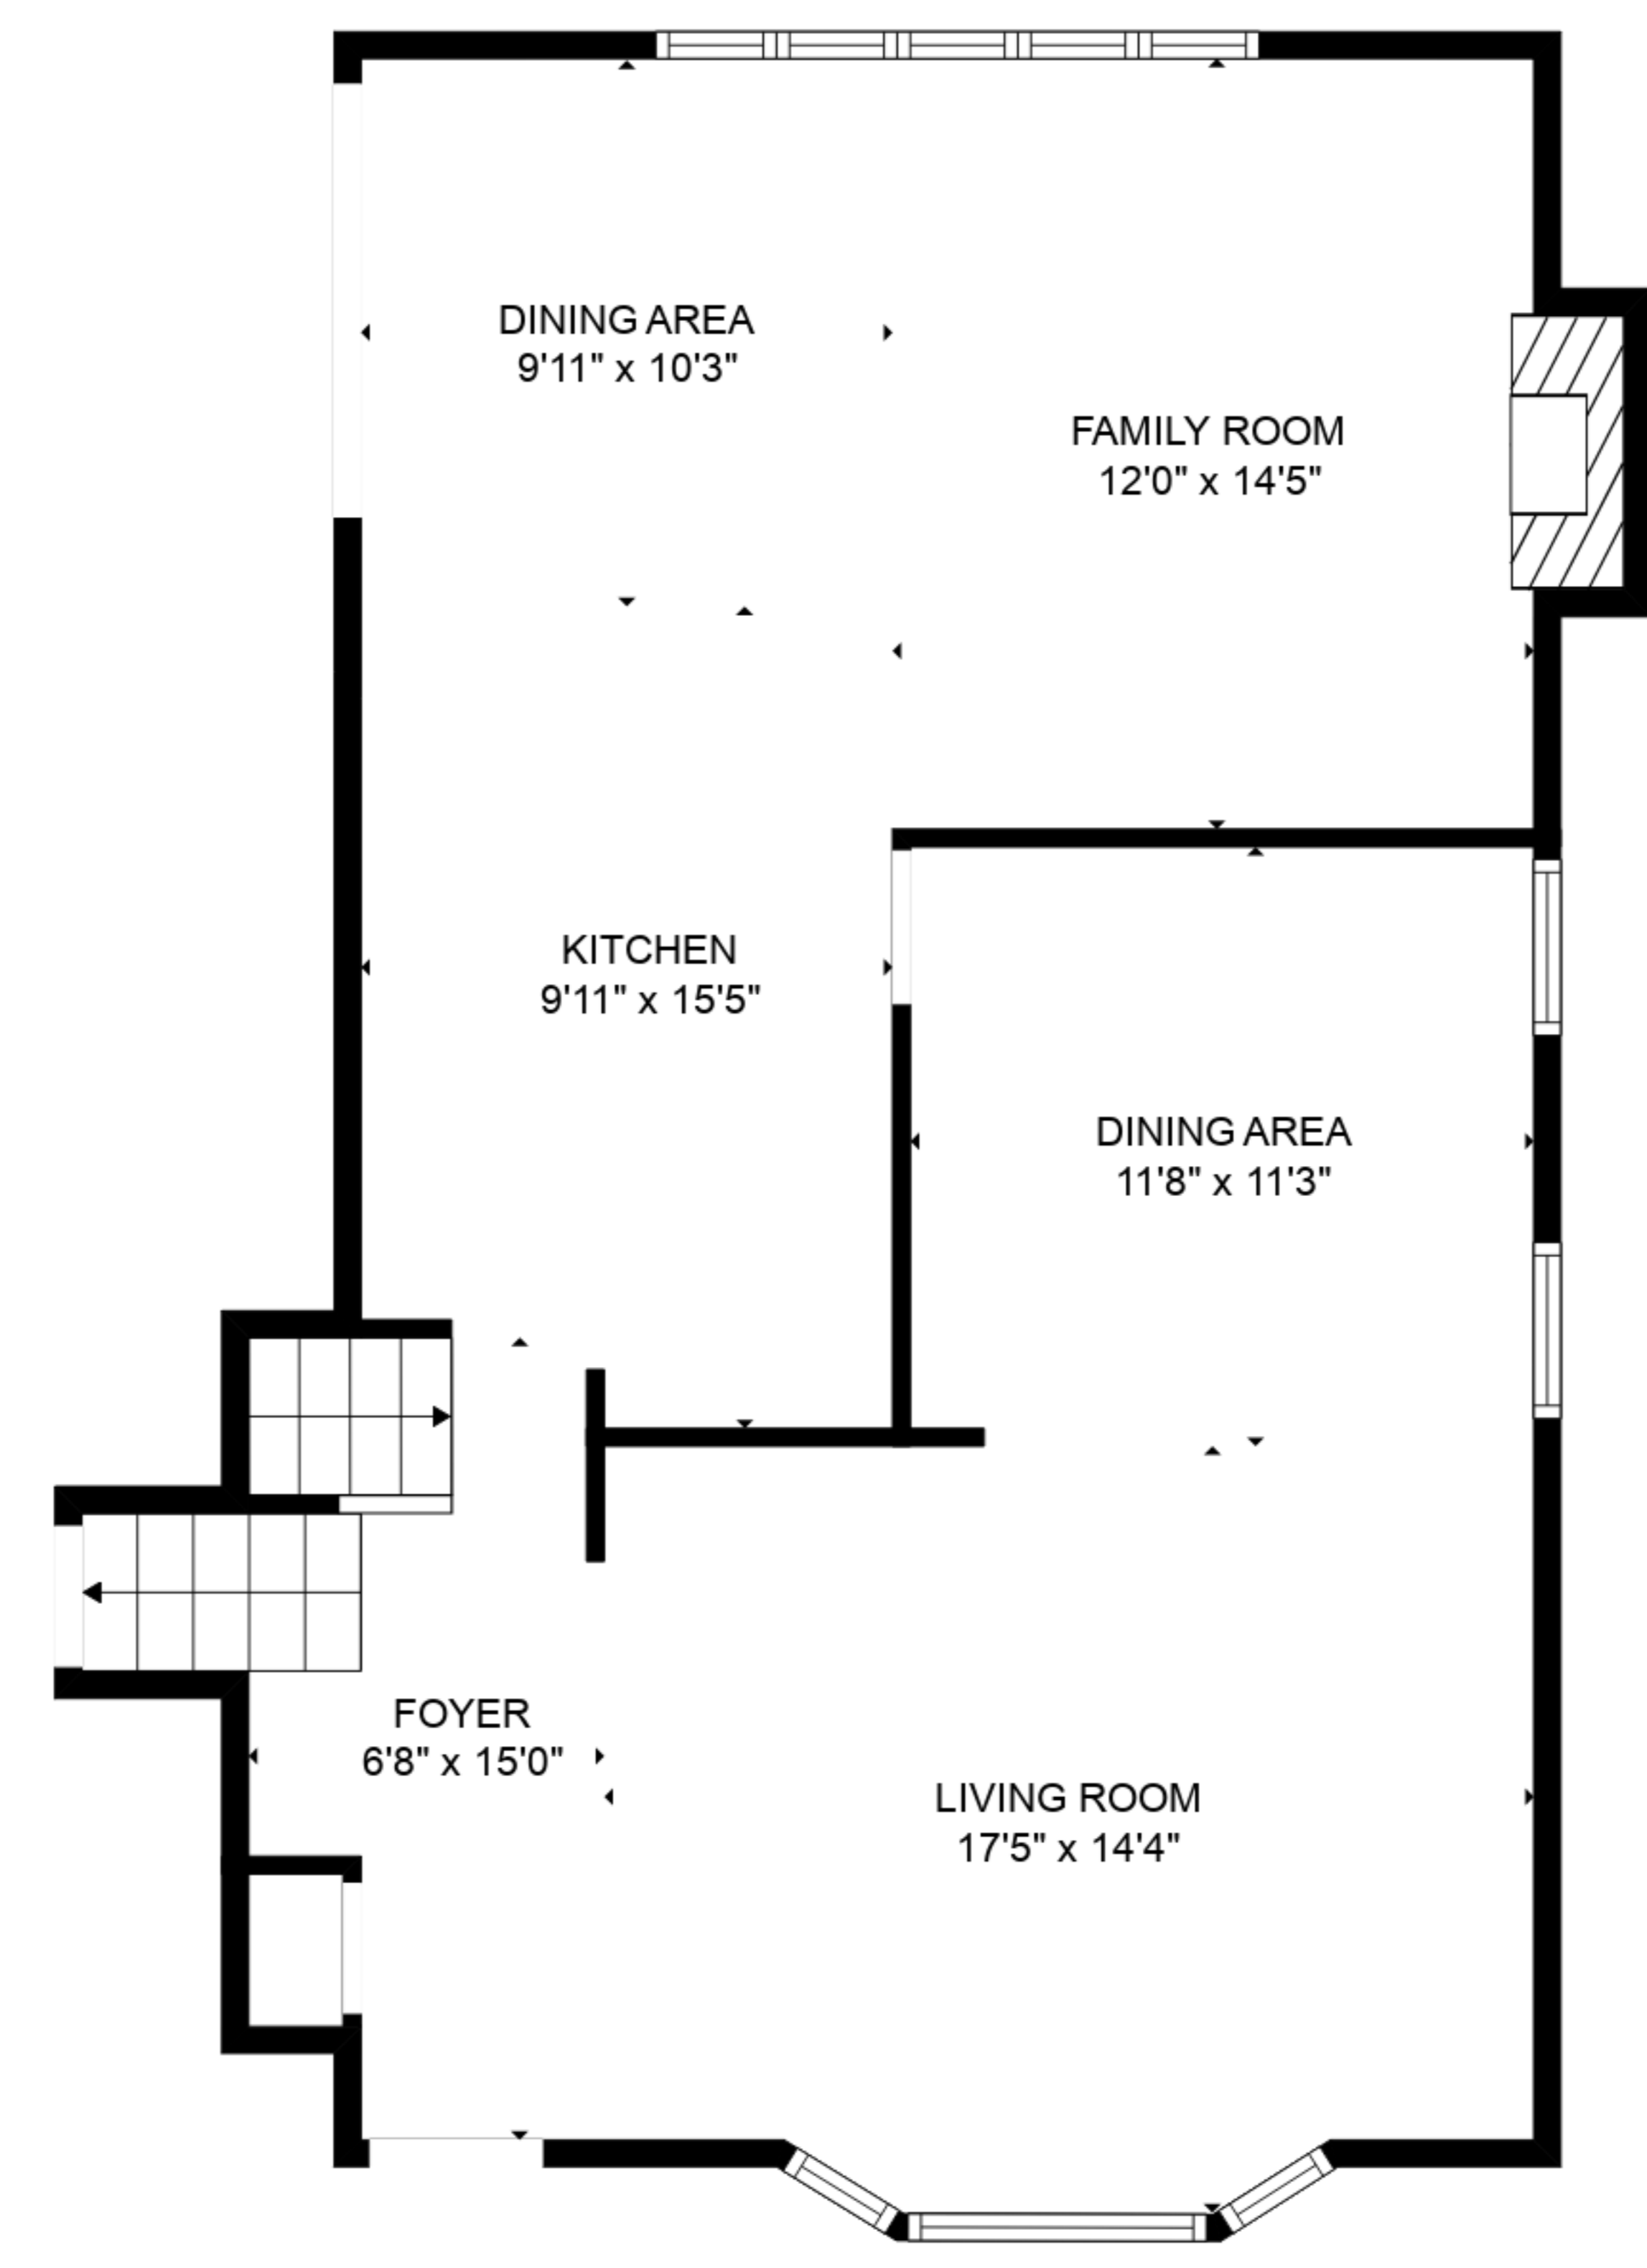 DINING AREA
9'11" x 10'3"
FAMILY ROOM
12'0" x 14'5"
KITCHEN
9'11" x 15'5"
DINING AREA
11'8" x 11'3"
FOYER
6'8" x 15'0"
LIVING ROOM
17'5" x 14'4"